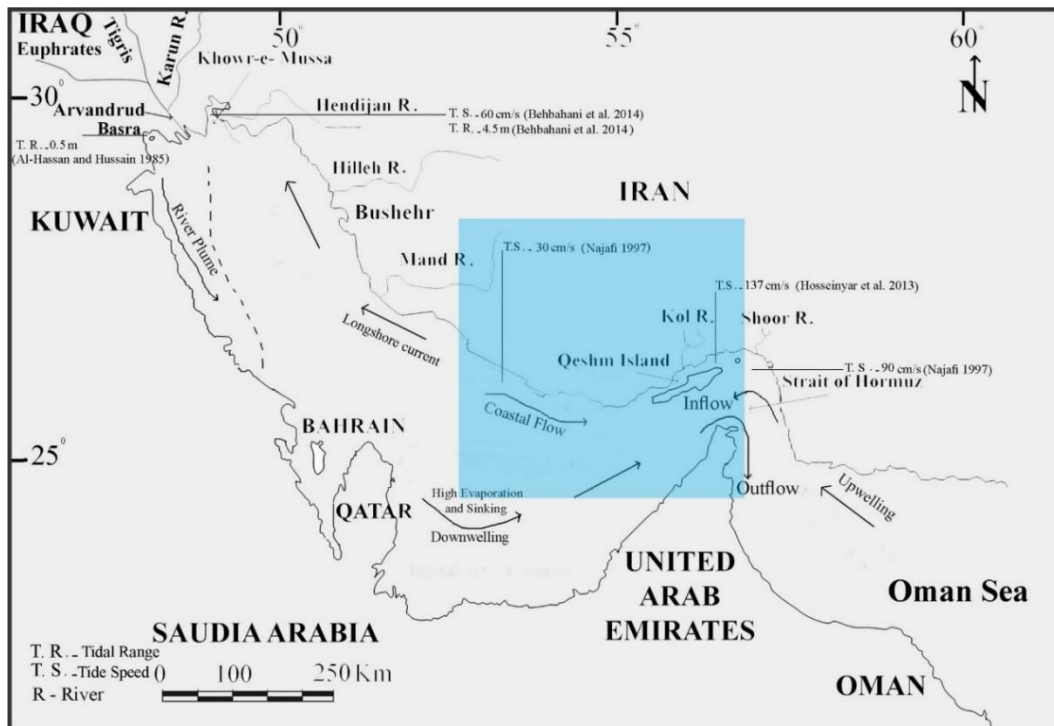 IRAQ
Euphrates
Tigris
Karun R.
50°
55°
60°
Khowr-e- Mussa
N
30°
Arvandrud
Basra
Hendijan R.
T. S. - 60 cm/s (Behbahani et al. 2014)
T. R. - 4.5 m (Behbahani et al. 2014)
T. R. - 0.5 m
(Al-Hassan and Hussain 1985)
Hilleh R.
IRAN
KUWAIT
River Plume
Bushehr
Mand R.
T.S. - 30 cm/s (Najafi 1997)
T.S. - 137 cm/s (Hosseinyar et al. 2013)
Kol R.
Shoor R.
Longshore current
Qeshm Island
T. S. - 90 cm/s (Najafi 1997)
Strait of Hormuz
Inflow
Coastal Flow
BAHRAIN
25°
Outflow
Upwelling
High Evaporation
and Sinking
Downwelling
QATAR
UNITED
ARAB
EMIRATES
Oman Sea
SAUDIA ARABIA
T. R. - Tidal Range
T. S. - Tide Speed
R - River
0 100 250 Km
OMAN